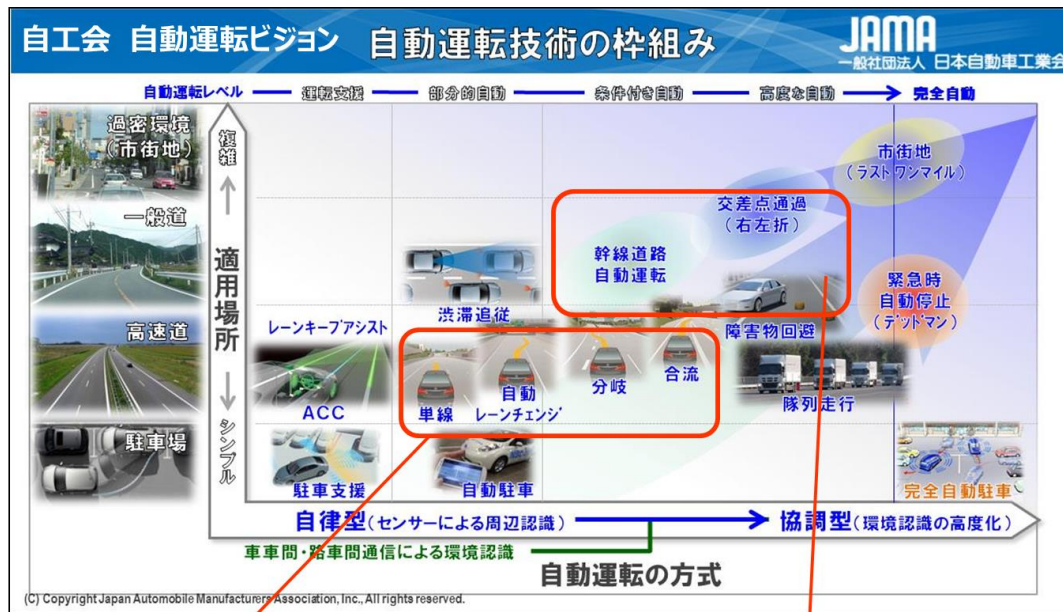 自工会 自動運転ビジョン
自動運転技術の枠組み
JAMA
一般社団法人 日本自動車工業会
自動運転レベル
運転支援
部分的自動
条件付き自動
高度な自動
完全自動
過密環境
(市街地)
一般道
高速道
駐車場
複雑
適用場所
シンプル
市街地
(ラストワンマイル)
交差点通過
(右左折)
幹線道路
自動運転
緊急時
自動停止
(デッドマン)
渋滞追従
障害物回避
レーンキープアシスト
ACC
単線
自動
レーンチェンジ
分岐
合流
隊列走行
駐車支援
自動駐車
完全自動駐車
自律型(センサーによる周辺認識)
協調型(環境認識の高度化)
車車間・路車間通信による環境認識
自動運転の方式
(C) Copyright Japan Automobile Manufacturers Association, Inc., All rights reserved.